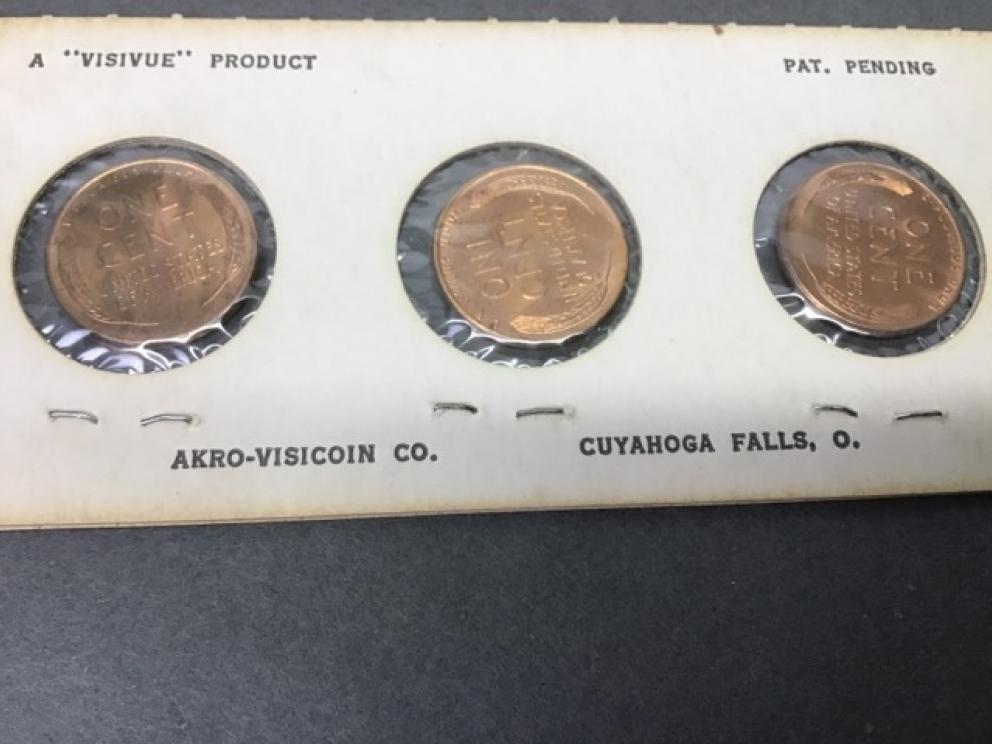 A "VISIVUE" PRODUCT
PAT. PENDING
ONE
CENT
UNITED STATES
OF AMERICA
ONE
CENT
UNITED STATES
OF AMERICA
ONE
CENT
UNITED STATES
OF AMERICA
AKRO-VISICOIN CO.
CUYAHOGA FALLS, O.